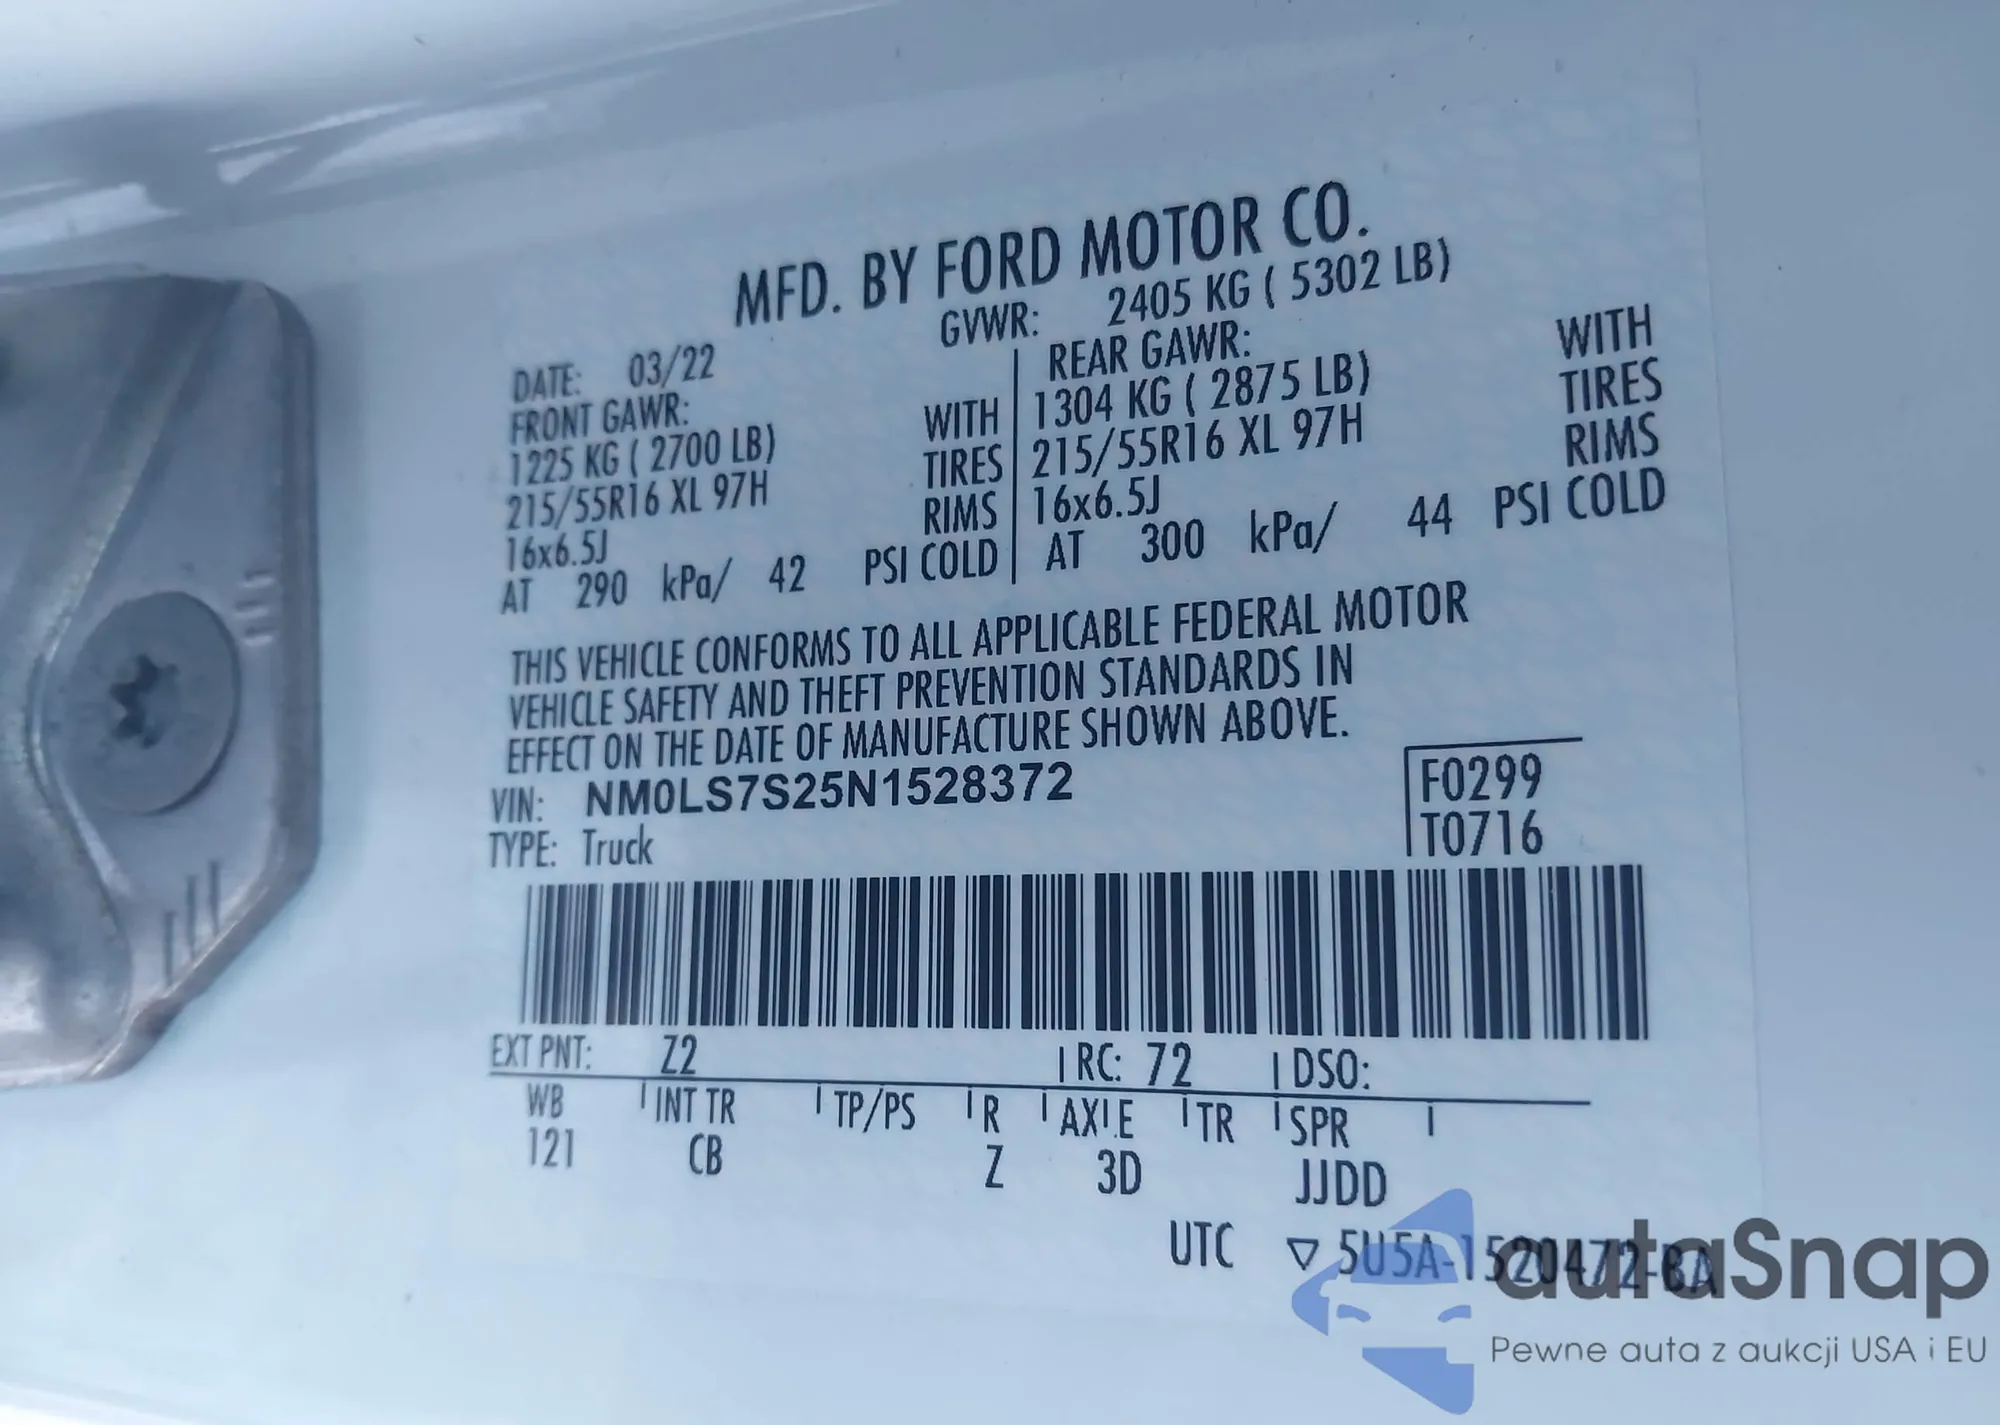 MFD. BY FORD MOTOR CO.
DATE: 03/22 GVWR: 2405 KG ( 5302 LB)
FRONT GAWR: REAR GAWR:
1225 KG ( 2700 LB) WITH 1304 KG ( 2875 LB) WITH
215/55R16 XL 97H TIRES 215/55R16 XL 97H TIRES
16x6.5J RIMS 16x6.5J RIMS
AT 290 kPa/ 42 PSI COLD AT 300 kPa/ 44 PSI COLD
THIS VEHICLE CONFORMS TO ALL APPLICABLE FEDERAL MOTOR
VEHICLE SAFETY AND THEFT PREVENTION STANDARDS IN
EFFECT ON THE DATE OF MANUFACTURE SHOWN ABOVE.
VIN: NM0LS7S25N1528372 F0299
TYPE: Truck T0716
EXT PNT: Z2 RC: 72 DSO:
WB INT TR TP/PS R AXLE TR SPR
121 CB Z 3D JJDD
UTC ▽ 5U5A-1520472-BA
autaSnap
Pewne auta z aukcji USA i EU